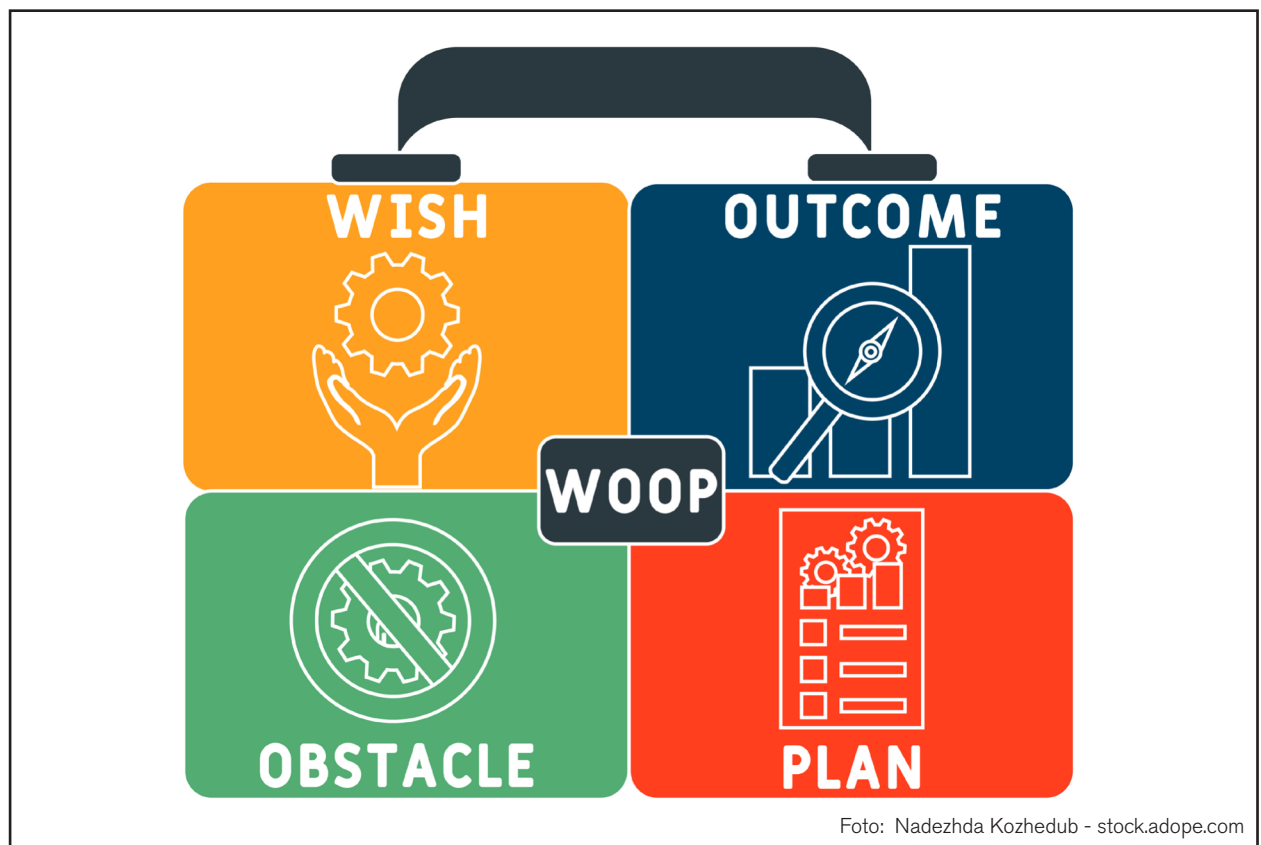 WISH
OUTCOME
WOOP
OBSTACLE
PLAN
Foto: Nadezhda Kozhedub - stock.adope.com